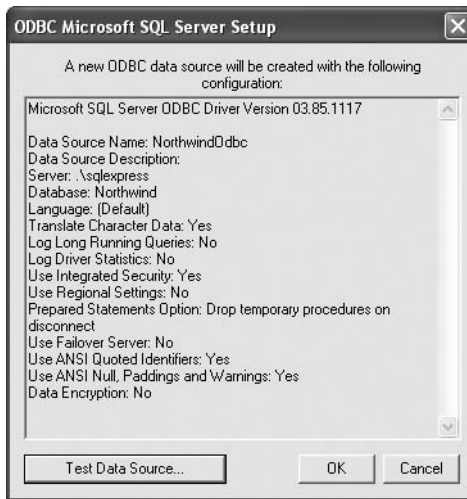 ODBC Microsoft SQL Server Setup
A new ODBC data source will be created with the following
configuration:
Microsoft SQL Server ODBC Driver Version 03.85.1117
Data Source Name: NorthwindOdbc
Data Source Description:
Server: .\sqlexpress
Database: Northwind
Language: (Default)
Translate Character Data: Yes
Log Long Running Queries: No
Log Driver Statistics: No
Use Integrated Security: Yes
Use Regional Settings: No
Prepared Statements Option: Drop temporary procedures on
disconnect
Use Failover Server: No
Use ANSI Quoted Identifiers: Yes
Use ANSI Null, Paddings and Warnings: Yes
Data Encryption: No
Test Data Source...
OK
Cancel